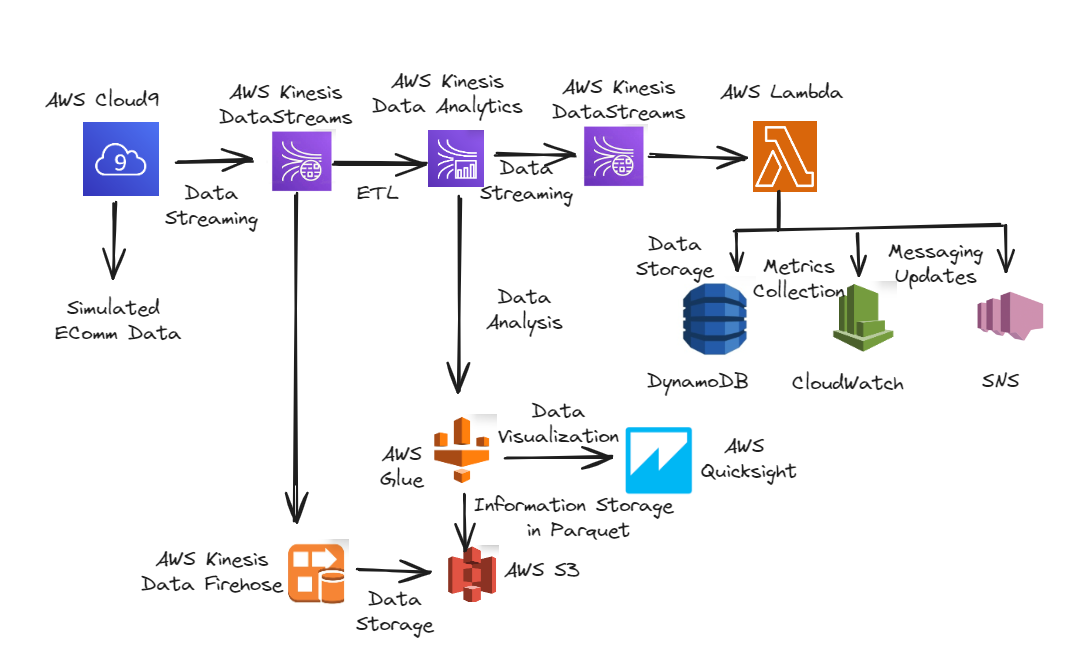 AWS Cloud9
AWS Kinesis
DataStreams
AWS Kinesis
Data Analytics
AWS Kinesis
DataStreams
AWS Lambda
9
Data
Streaming
ETL
Data
Streaming
Simulated
EComm Data
Data
Analysis
Data
Storage
Metrics
Collection
Messaging
Updates
DynamoDB
CloudWatch
SNS
AWS
Glue
Data
Visualization
AWS
Quicksight
Information Storage
in Parquet
AWS Kinesis
Data Firehose
Data
Storage
AWS S3